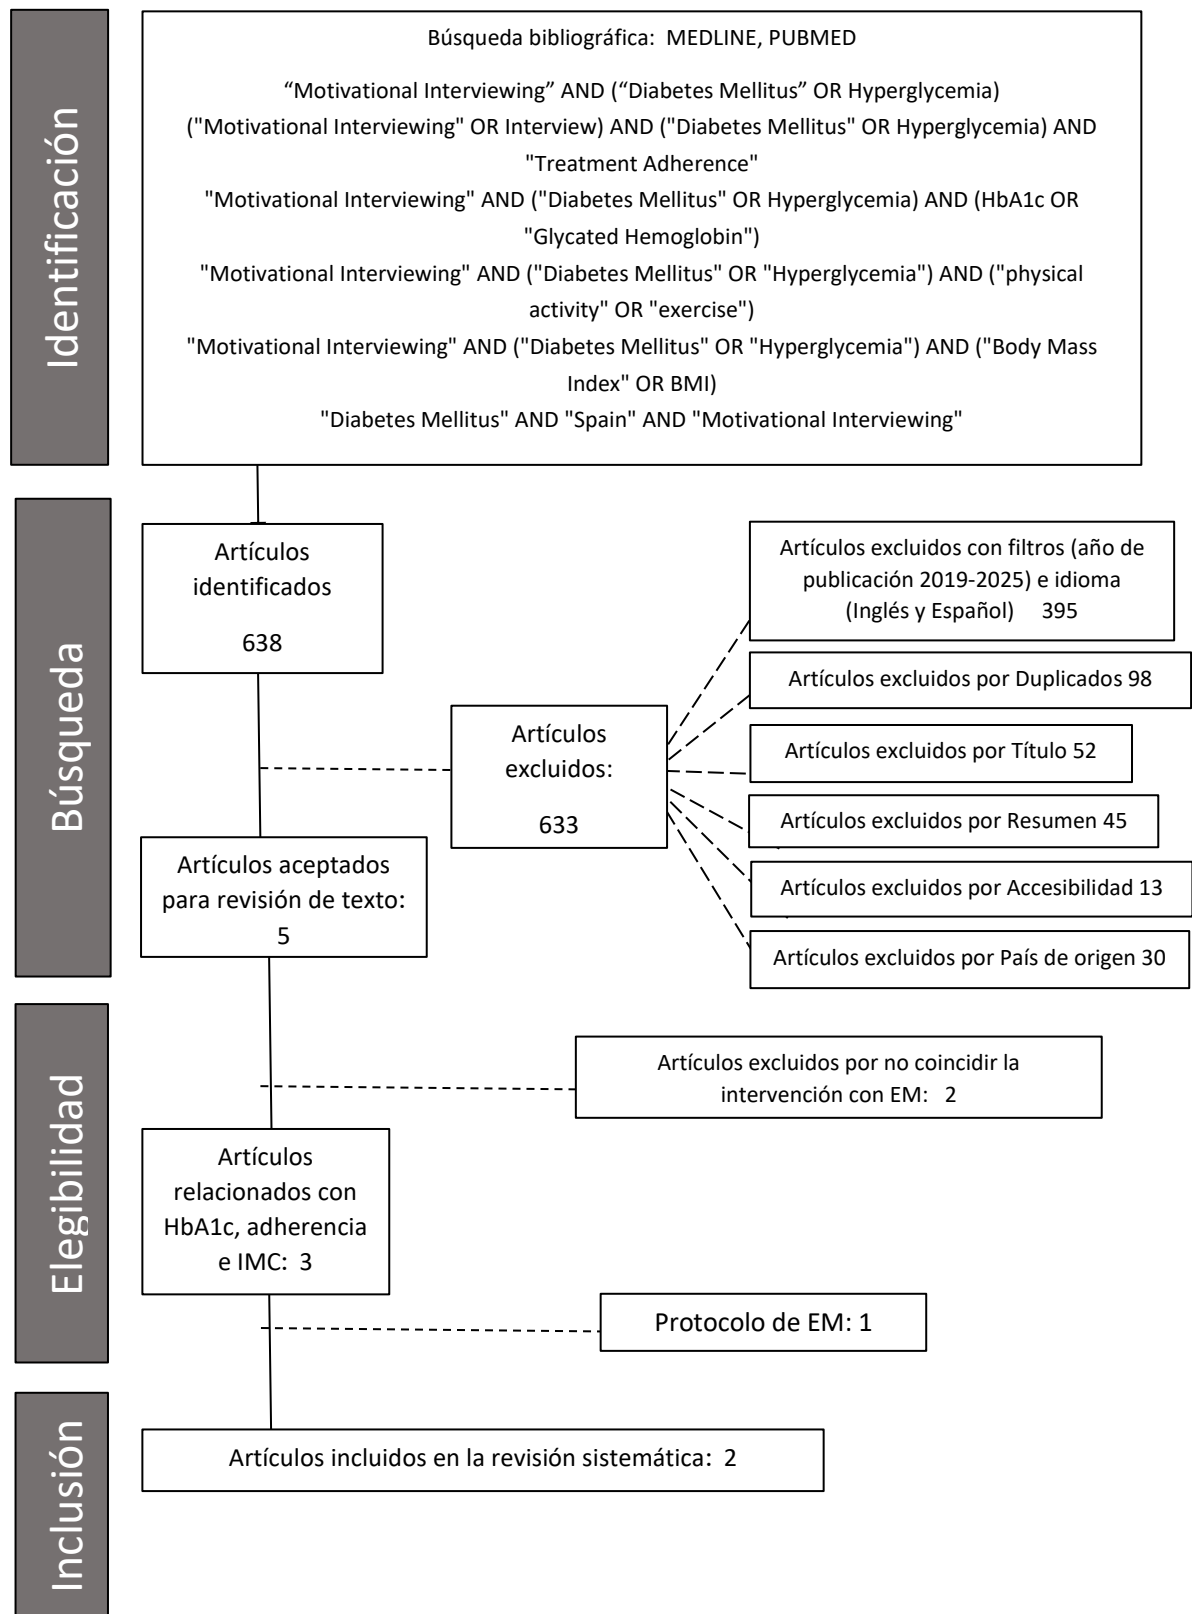 Identificación
Búsqueda bibliográfica: MEDLINE, PUBMED
“Motivational Interviewing” AND (“Diabetes Mellitus” OR Hyperglycemia)
("Motivational Interviewing" OR Interview) AND ("Diabetes Mellitus" OR Hyperglycemia) AND
"Treatment Adherence"
"Motivational Interviewing" AND ("Diabetes Mellitus" OR Hyperglycemia) AND (HbA1c OR
"Glycated Hemoglobin")
"Motivational Interviewing" AND ("Diabetes Mellitus" OR "Hyperglycemia") AND ("physical
activity" OR "exercise")
"Motivational Interviewing" AND ("Diabetes Mellitus" OR "Hyperglycemia") AND ("Body Mass
Index" OR BMI)
"Diabetes Mellitus" AND "Spain" AND "Motivational Interviewing"
Búsqueda
Artículos
identificados
638
Artículos
excluidos:
633
Artículos excluidos con filtros (año de
publicación 2019-2025) e idioma
(Inglés y Español) 395
Artículos excluidos por Duplicados 98
Artículos excluidos por Título 52
Artículos excluidos por Resumen 45
Artículos excluidos por Accesibilidad 13
Artículos excluidos por País de origen 30
Artículos aceptados
para revisión de texto:
5
Elegibilidad
Artículos excluidos por no coincidir la
intervención con EM: 2
Artículos
relacionados con
HbA1c, adherencia
e IMC: 3
Protocolo de EM: 1
Inclusión
Artículos incluidos en la revisión sistemática: 2